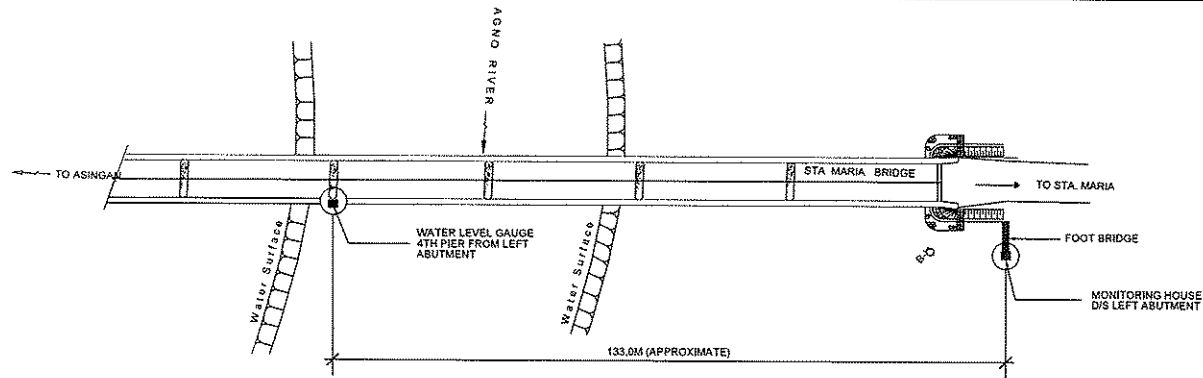 AGNO RIVER
TO ASINGAN
STA MARIA BRIDGE
TO STA. MARIA
WATER LEVEL GAUGE
4TH PIER FROM LEFT
ABUTMENT
FOOT BRIDGE
Water Surface
Water Surface
MONITORING HOUSE
D/S LEFT ABUTMENT
133.0M (APPROXIMATE)